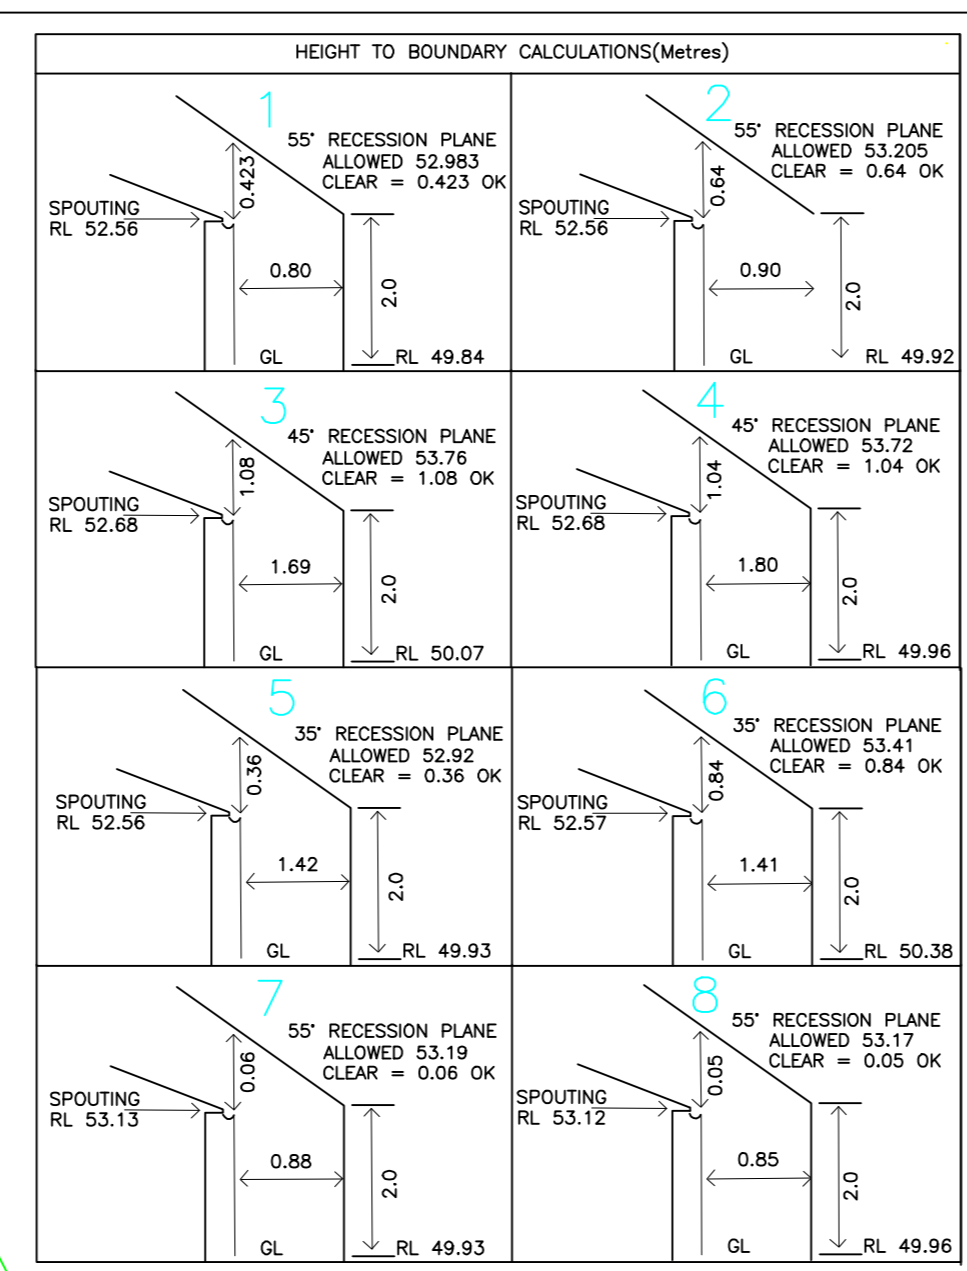 HEIGHT TO BOUNDARY CALCULATIONS(Metres)
1
55° RECESSION PLANE
ALLOWED 52.983
CLEAR = 0.423 OK
0.423
SPOUTING
RL 52.56
0.80
2.0
GL
RL 49.84
2
55° RECESSION PLANE
ALLOWED 53.205
CLEAR = 0.64 OK
0.64
SPOUTING
RL 52.56
0.90
2.0
GL
RL 49.92
3
45° RECESSION PLANE
ALLOWED 53.76
CLEAR = 1.08 OK
1.08
SPOUTING
RL 52.68
1.69
2.0
GL
RL 50.07
4
45° RECESSION PLANE
ALLOWED 53.72
CLEAR = 1.04 OK
1.04
SPOUTING
RL 52.68
1.80
2.0
GL
RL 49.96
5
35° RECESSION PLANE
ALLOWED 52.92
CLEAR = 0.36 OK
0.36
SPOUTING
RL 52.56
1.42
2.0
GL
RL 49.93
6
35° RECESSION PLANE
ALLOWED 53.41
CLEAR = 0.84 OK
0.84
SPOUTING
RL 52.57
1.41
2.0
GL
RL 50.38
7
55° RECESSION PLANE
ALLOWED 53.19
CLEAR = 0.06 OK
0.06
SPOUTING
RL 53.13
0.88
2.0
GL
RL 49.93
8
55° RECESSION PLANE
ALLOWED 53.17
CLEAR = 0.05 OK
0.05
SPOUTING
RL 53.12
0.85
2.0
GL
RL 49.96